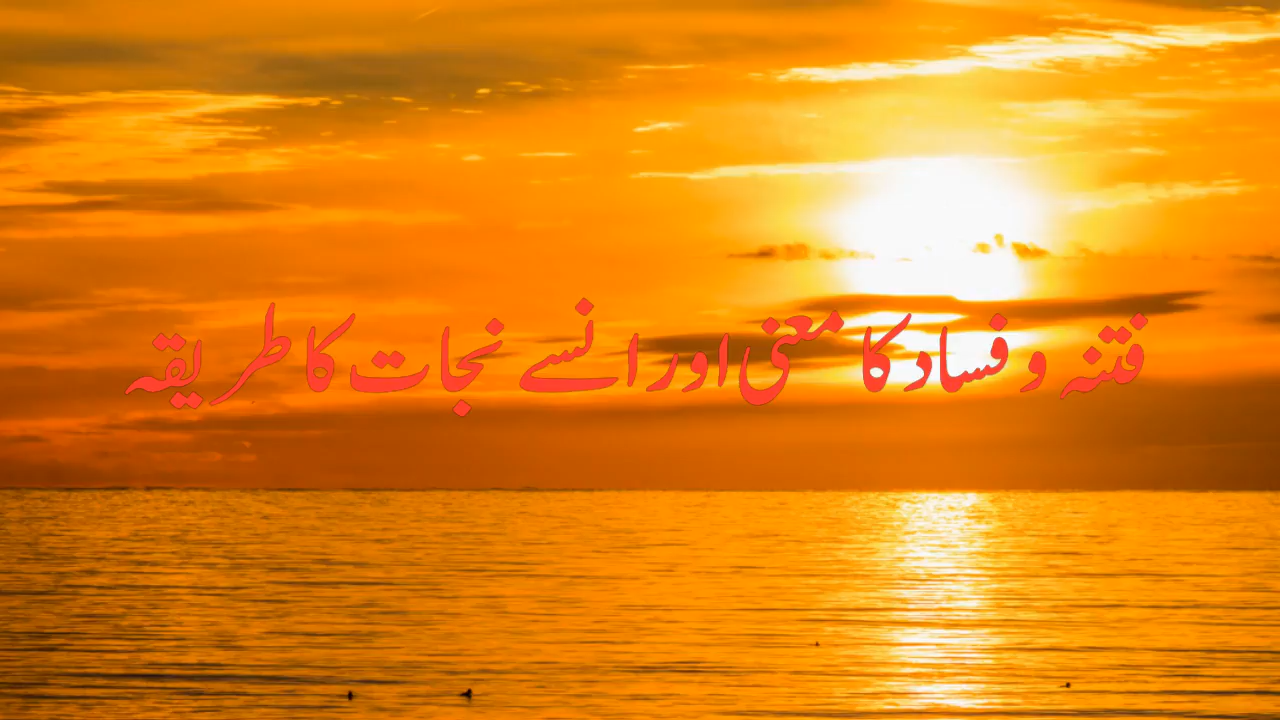 فتنہ و فساد کا معنی اور انسے نجات کا طریقہ